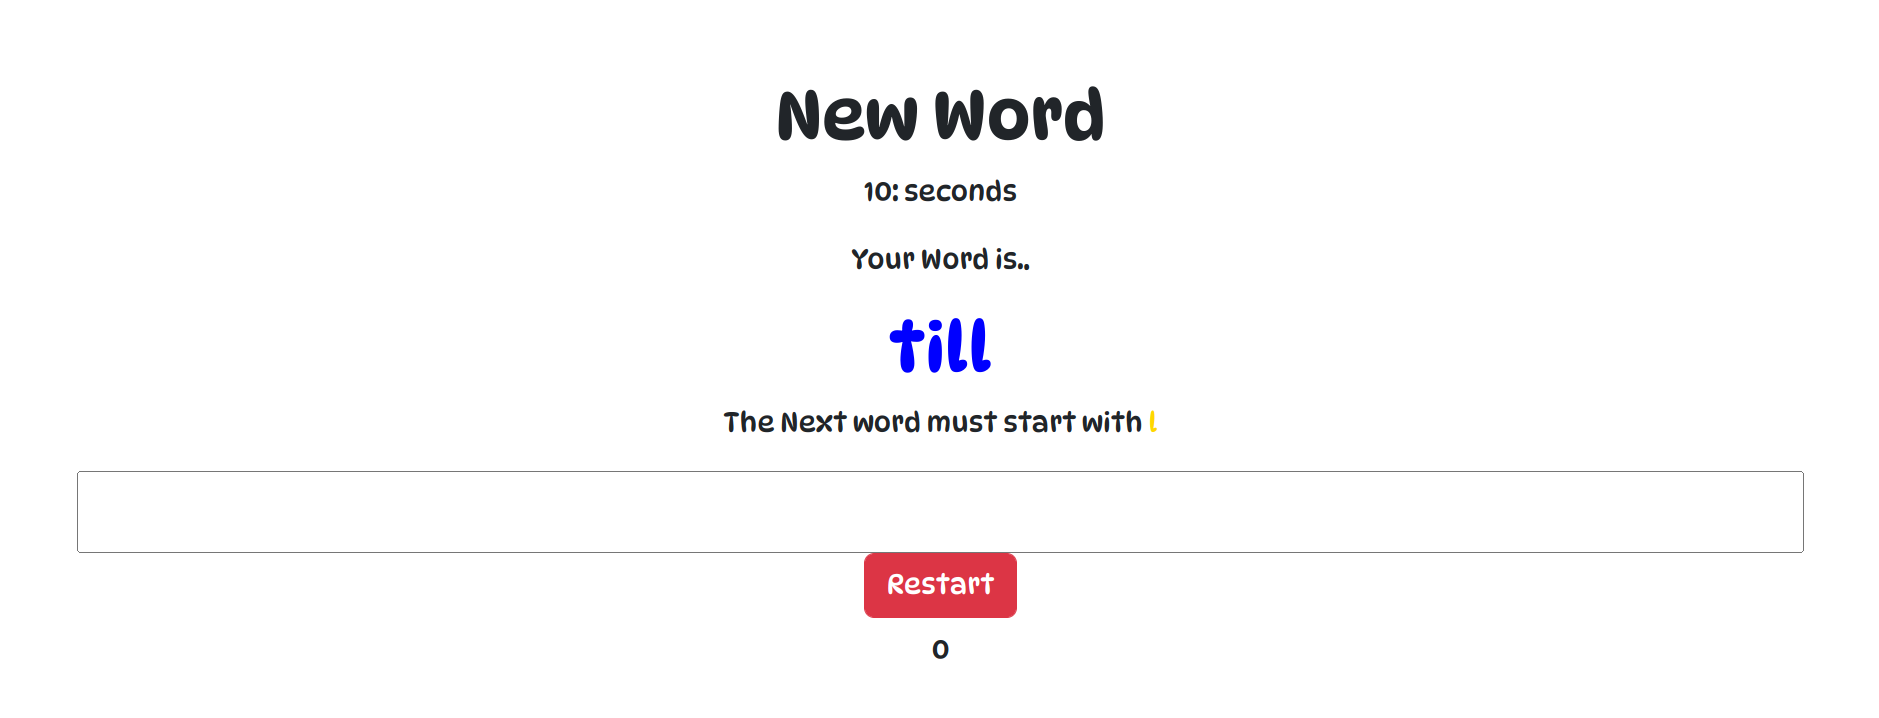 New Word
10: seconds
Your Word is..
till
The Next word must start with l
Restart
0